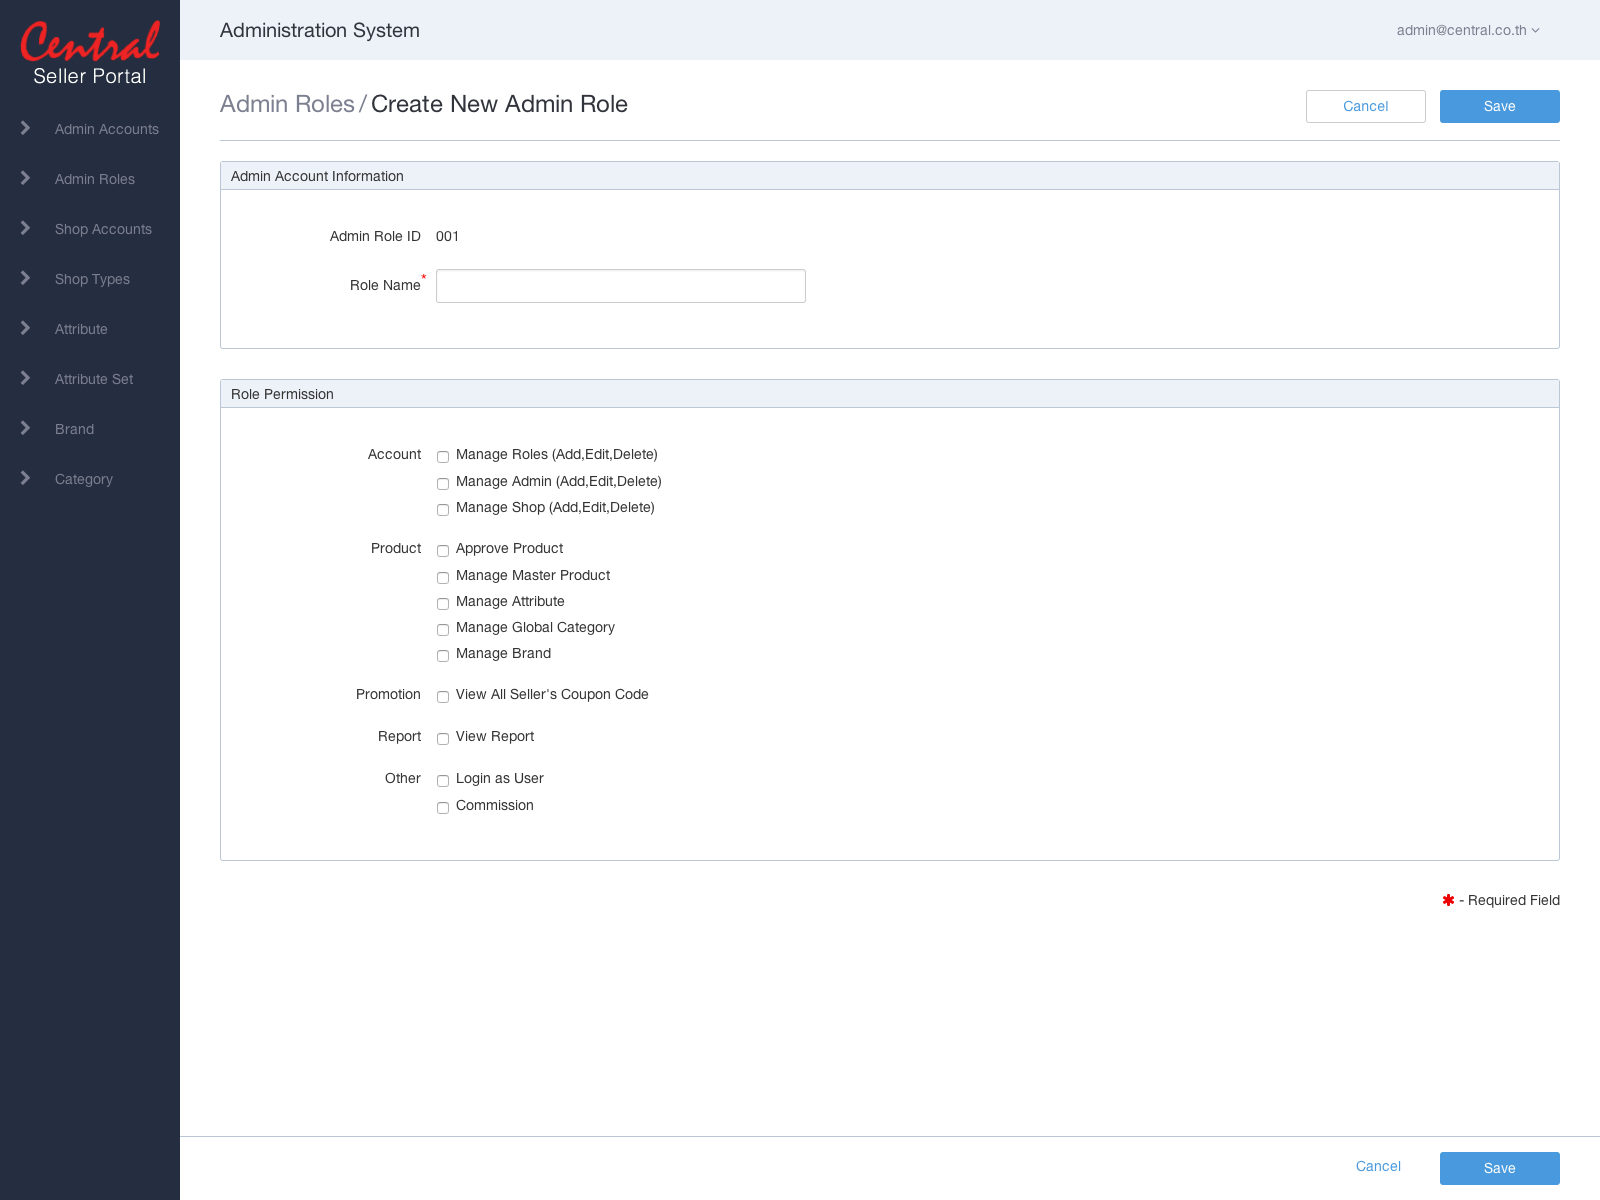 Central
Seller Portal
Admin Accounts
Admin Roles
Shop Accounts
Shop Types
Attribute
Attribute Set
Brand
Category
Administration System
admin@central.co.th
Admin Roles / Create New Admin Role
Cancel
Save
Admin Account Information
Admin Role ID 001
Role Name*
Role Permission
Account Manage Roles (Add,Edit,Delete)
Manage Admin (Add,Edit,Delete)
Manage Shop (Add,Edit,Delete)
Product Approve Product
Manage Master Product
Manage Attribute
Manage Global Category
Manage Brand
Promotion View All Seller's Coupon Code
Report View Report
Other Login as User
Commission
✱ - Required Field
Cancel
Save